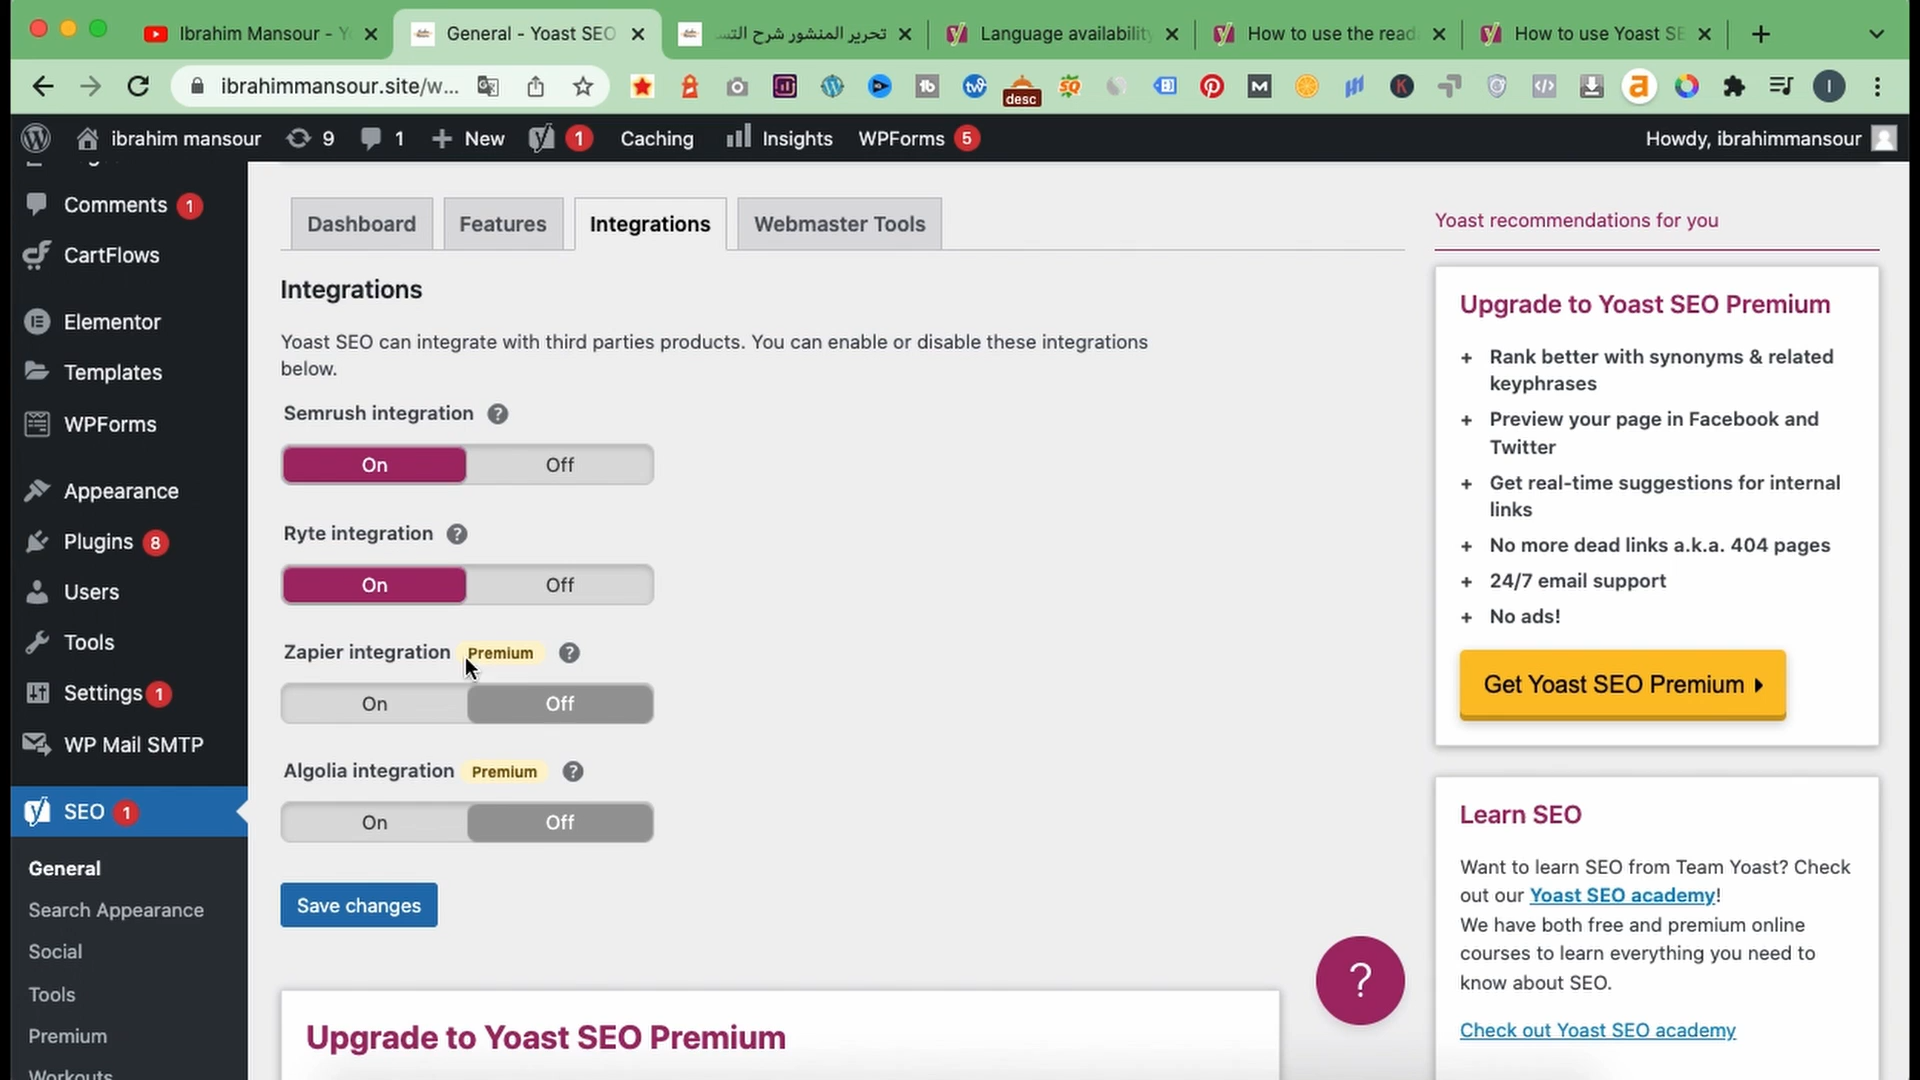 Ibrahim Mansour - Y
General - Yoast SEO
تحرير المنشور شرح التس
Language availability
How to use the read
How to use Yoast SE
ibrahimmansour.site/w...
desc
ibrahim mansour
9
1
New
1
Caching
Insights
WPForms 5
Howdy, ibrahimmansour
Comments 1
CartFlows
Elementor
Templates
WPForms
Appearance
Plugins 8
Users
Tools
Settings 1
WP Mail SMTP
SEO 1
General
Search Appearance
Social
Tools
Premium
Workouts
Dashboard
Features
Integrations
Webmaster Tools
Integrations
Yoast SEO can integrate with third parties products. You can enable or disable these integrations
below.
Semrush integration ?
On Off
Ryte integration ?
On Off
Zapier integration Premium ?
On Off
Algolia integration Premium ?
On Off
Save changes
Upgrade to Yoast SEO Premium
?
Yoast recommendations for you
Upgrade to Yoast SEO Premium
+ Rank better with synonyms & related
keyphrases
+ Preview your page in Facebook and
Twitter
+ Get real-time suggestions for internal
links
+ No more dead links a.k.a. 404 pages
+ 24/7 email support
+ No ads!
Get Yoast SEO Premium
Learn SEO
Want to learn SEO from Team Yoast? Check
out our Yoast SEO academy!
We have both free and premium online
courses to learn everything you need to
know about SEO.
Check out Yoast SEO academy